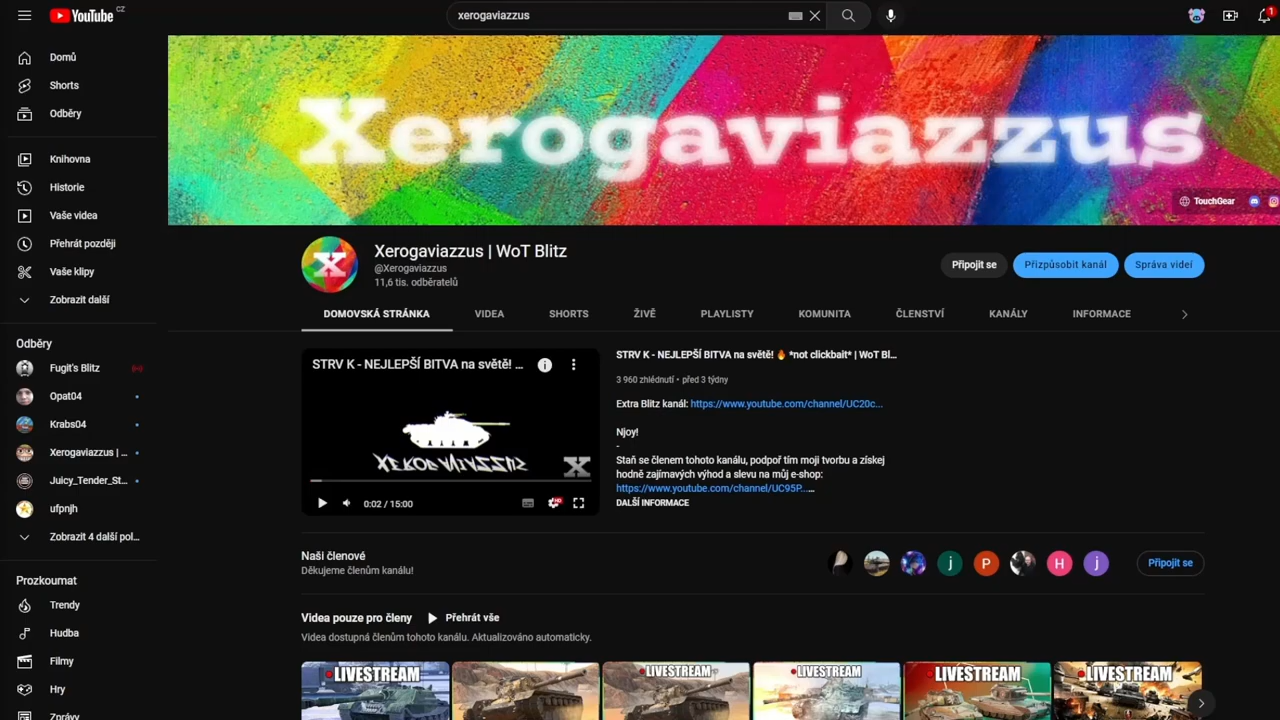 YouTube CZ
xerogaviazzus
1
Domů
Shorts
Odběry
Knihovna
Historie
Vaše videa
Přehrát později
Vaše klipy
Zobrazit další
Odběry
Fugit's Blitz
Opat04
Krabs04
Xerogaviazzus | ...
Juicy_Tender_St...
ufpnjh
Zobrazit 4 další pol...
Prozkoumat
Trendy
Hudba
Filmy
Hry
Zprávy
Xerogaviazzus
TouchGear
X
Xerogaviazzus | WoT Blitz
@Xerogaviazzus
11,6 tis. odběratelů
Připojit se
Přizpůsobit kanál
Správa videí
DOMOVSKÁ STRÁNKA
VIDEA
SHORTS
ŽIVĚ
PLAYLISTY
KOMUNITA
ČLENSTVÍ
KANÁLY
INFORMACE
STRV K - NEJLEPŠÍ BITVA na světě! ...
X
0:02 / 15:00
STRV K - NEJLEPŠÍ BITVA na světě! 🔥 *not clickbait* | WoT Bl...
3 960 zhlédnutí • před 3 týdny
Extra Blitz kanál: https://www.youtube.com/channel/UC20c...
Njoy!
-
Staň se členem tohoto kanálu, podpoř tím moji tvorbu a získej
hodně zajímavých výhod a slevu na můj e-shop:
https://www.youtube.com/channel/UC95P...…
DALŠÍ INFORMACE
Naši členové
Děkujeme členům kanálu!
j
P
H
j
Připojit se
Videa pouze pro členy
Přehrát vše
Videa dostupná členům tohoto kanálu. Aktualizováno automaticky.
LIVESTREAM
LIVESTREAM
LIVESTREAM
LIVESTREAM
LIVESTREAM